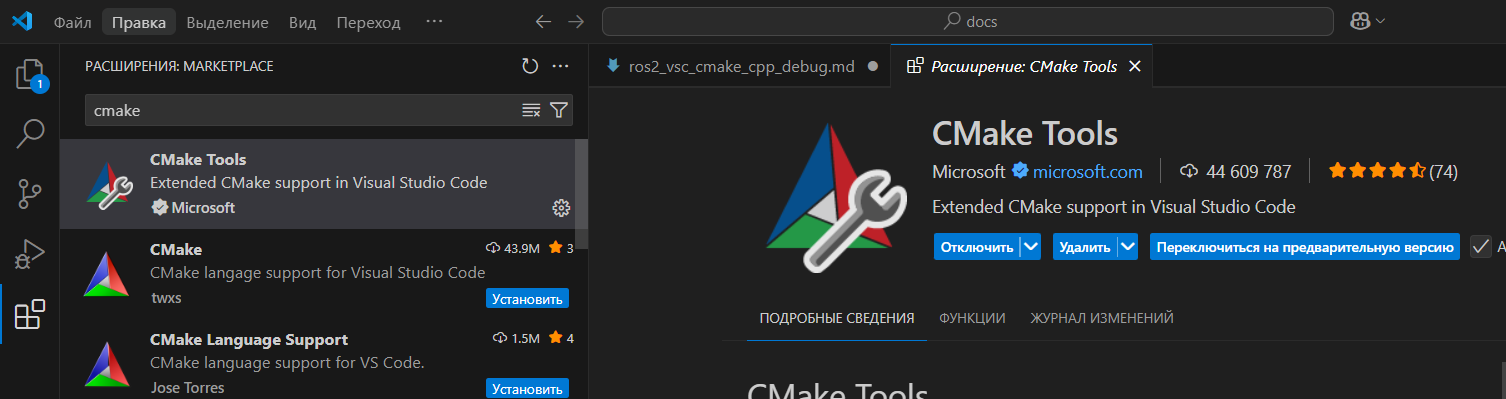 Файл Правка Выделение Вид Переход ··· docs
РАСШИРЕНИЯ: MARKETPLACE
1
cmake
CMake Tools
Extended CMake support in Visual Studio Code
Microsoft
CMake 43.9M 3
CMake langage support for Visual Studio Code
twxs Установить
CMake Language Support 1.5M 4
CMake language support for VS Code.
Jose Torres Установить
ros2_vsc_cmake_cpp_debug.md Расширение: CMake Tools
CMake Tools
Microsoft microsoft.com 44 609 787 (74)
Extended CMake support in Visual Studio Code
Отключить Удалить Переключиться на предварительную версию А
ПОДРОБНЫЕ СВЕДЕНИЯ ФУНКЦИИ ЖУРНАЛ ИЗМЕНЕНИЙ
CMake Tools